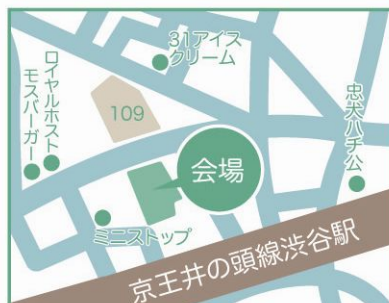 31アイス
クリーム
ロイヤルホスト
モスバーガー
109
忠犬ハチ公
会場
ミニストップ
京王井の頭線渋谷駅